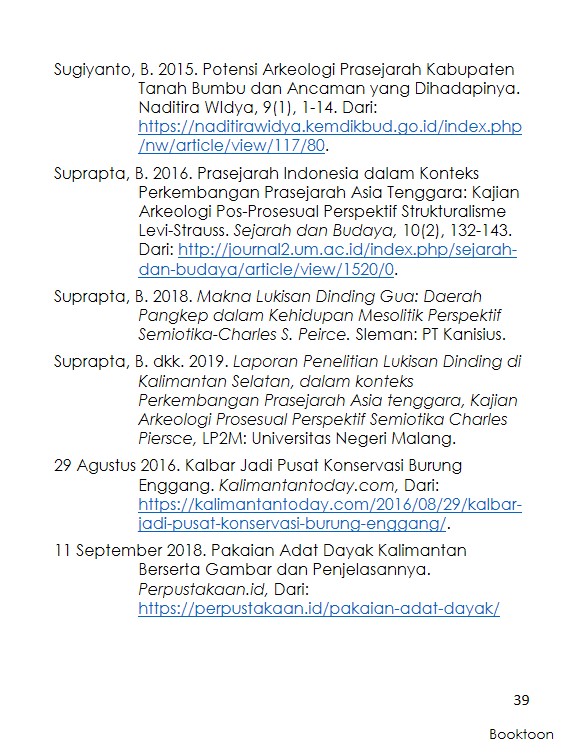 Sugiyanto, B. 2015. Potensi Arkeologi Prasejarah Kabupaten
Tanah Bumbu dan Ancaman yang Dihadapinya.
Naditira WIdya, 9(1), 1-14. Dari:
https://naditirawidya.kemdikbud.go.id/index.php
/nw/article/view/117/80.
Suprapta, B. 2016. Prasejarah Indonesia dalam Konteks
Perkembangan Prasejarah Asia Tenggara: Kajian
Arkeologi Pos-Prosesual Perspektif Strukturalisme
Levi-Strauss. Sejarah dan Budaya, 10(2), 132-143.
Dari: http://journal2.um.ac.id/index.php/sejarah-
dan-budaya/article/view/1520/0.
Suprapta, B. 2018. Makna Lukisan Dinding Gua: Daerah
Pangkep dalam Kehidupan Mesolitik Perspektif
Semiotika-Charles S. Peirce. Sleman: PT Kanisius.
Suprapta, B. dkk. 2019. Laporan Penelitian Lukisan Dinding di
Kalimantan Selatan, dalam konteks
Perkembangan Prasejarah Asia tenggara, Kajian
Arkeologi Prosesual Perspektif Semiotika Charles
Piersce, LP2M: Universitas Negeri Malang.
29 Agustus 2016. Kalbar Jadi Pusat Konservasi Burung
Enggang. Kalimantantoday.com, Dari:
https://kalimantantoday.com/2016/08/29/kalbar-
jadi-pusat-konservasi-burung-enggang/.
11 September 2018. Pakaian Adat Dayak Kalimantan
Berserta Gambar dan Penjelasannya.
Perpustakaan.id, Dari:
https://perpustakaan.id/pakaian-adat-dayak/
39
Booktoon